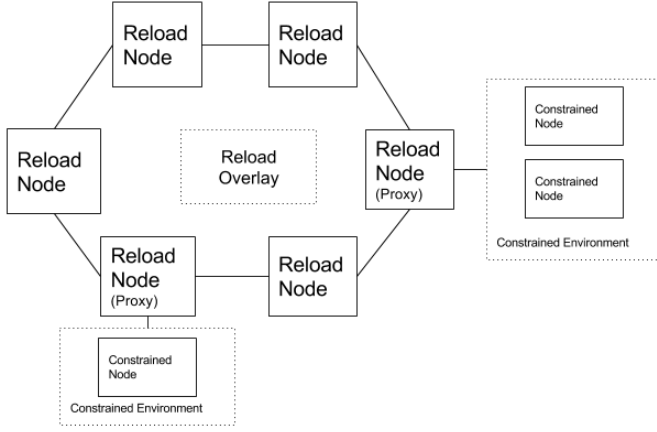 Reload
Node
Reload
Node
Reload
Node
Reload
Overlay
Reload
Node
(Proxy)
Constrained
Node
Constrained
Node
Constrained Environment
Reload
Node
(Proxy)
Reload
Node
Constrained
Node
Constrained Environment